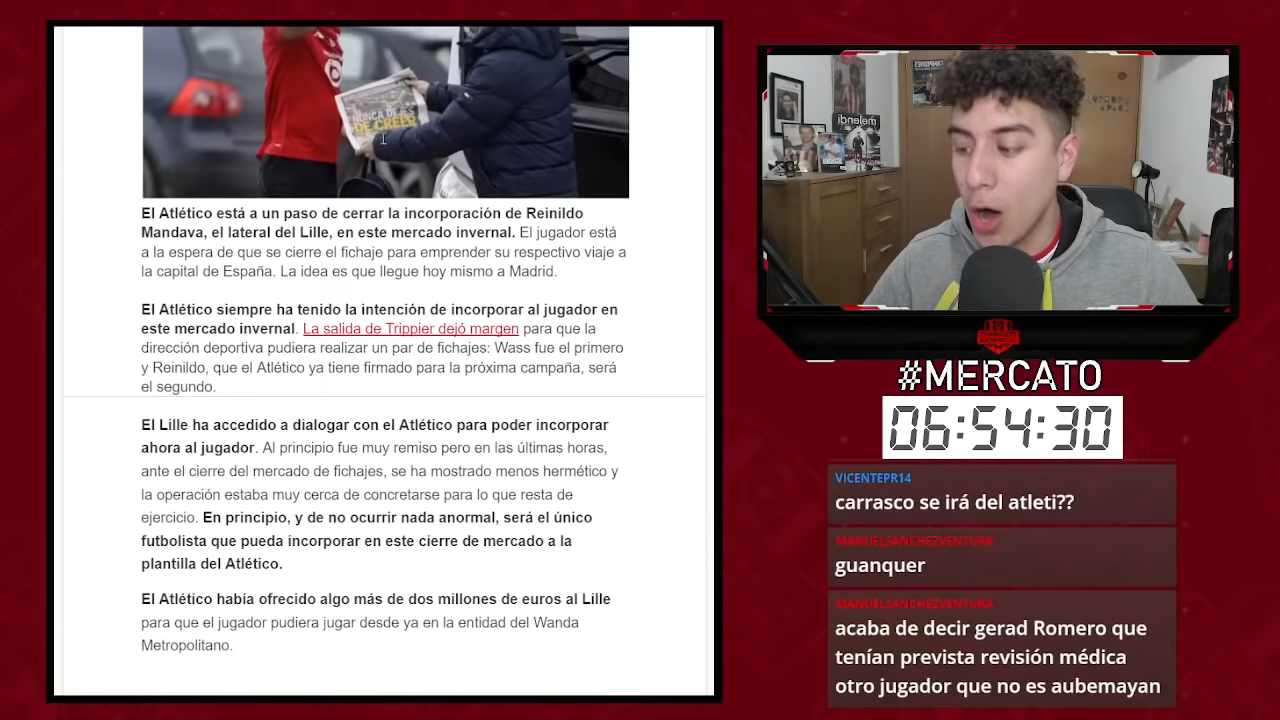 NUNCA DEJES
DE CREER
El Atlético está a un paso de cerrar la incorporación de Reinildo
Mandava, el lateral del Lille, en este mercado invernal. El jugador está
a la espera de que se cierre el fichaje para emprender su respectivo viaje a
la capital de España. La idea es que llegue hoy mismo a Madrid.
El Atlético siempre ha tenido la intención de incorporar al jugador en
este mercado invernal. La salida de Trippier dejó margen para que la
dirección deportiva pudiera realizar un par de fichajes: Wass fue el primero
y Reinildo, que el Atlético ya tiene firmado para la próxima campaña, será
el segundo.
El Lille ha accedido a dialogar con el Atlético para poder incorporar
ahora al jugador. Al principio fue muy remiso pero en las últimas horas,
ante el cierre del mercado de fichajes, se ha mostrado menos hermético y
la operación estaba muy cerca de concretarse para lo que resta de
ejercicio. En principio, y de no ocurrir nada anormal, será el único
futbolista que pueda incorporar en este cierre de mercado a la
plantilla del Atlético.
El Atlético había ofrecido algo más de dos millones de euros al Lille
para que el jugador pudiera jugar desde ya en la entidad del Wanda
Metropolitano.
melendi
#MERCATO
06:54:30
VICENTEPR14
carrasco se irá del atleti??
MANUELSANCHEZVENTURA
guanquer
MANUELSANCHEZVENTURA
acaba de decir gerad Romero que
tenían prevista revisión médica
otro jugador que no es aubemayan